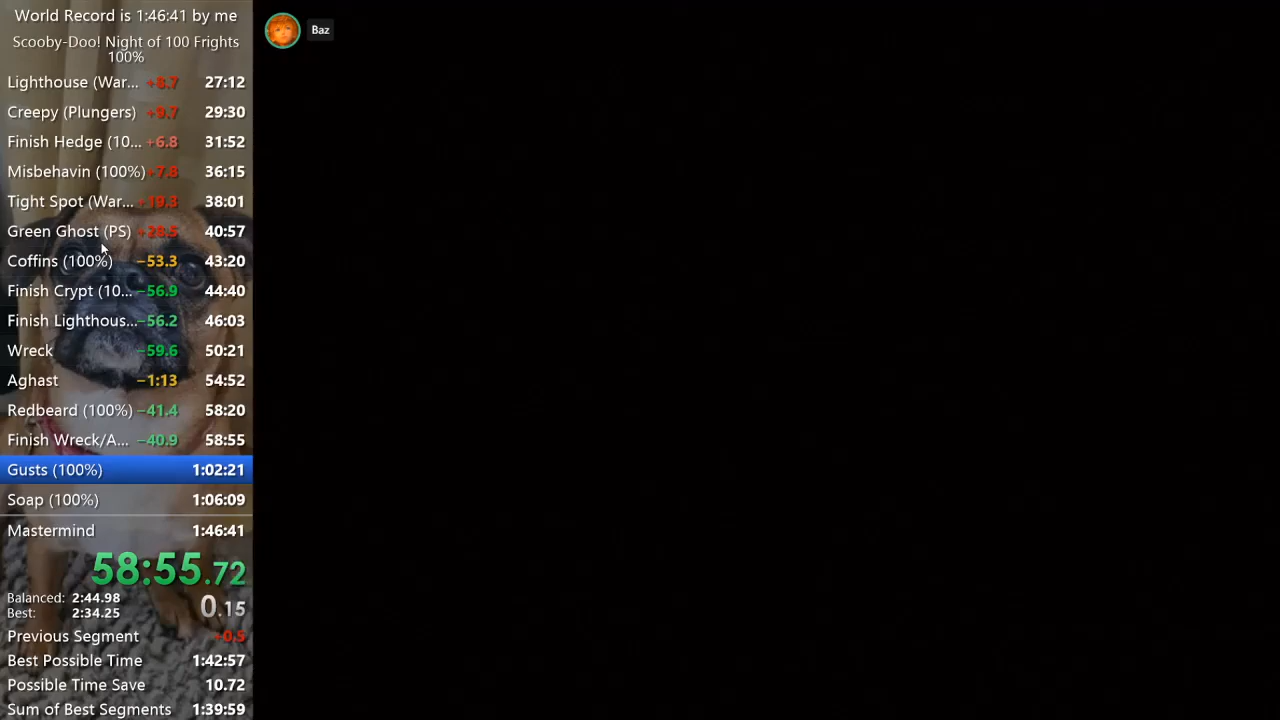 World Record is 1:46:41 by me
Scooby-Doo! Night of 100 Frights
100%
Lighthouse (War... +8.7 27:12
Creepy (Plungers) +9.7 29:30
Finish Hedge (10... +6.8 31:52
Misbehavin (100%) +7.8 36:15
Tight Spot (War... +19.3 38:01
Green Ghost (PS) +28.5 40:57
Coffins (100%) −53.3 43:20
Finish Crypt (10... −56.9 44:40
Finish Lighthous... −56.2 46:03
Wreck −59.6 50:21
Aghast −1:13 54:52
Redbeard (100%) −41.4 58:20
Finish Wreck/A... −40.9 58:55
Gusts (100%) 1:02:21
Soap (100%) 1:06:09
Mastermind 1:46:41
58:55.72
Balanced: 2:44.98
Best: 2:34.25
0.15
Previous Segment +0.5
Best Possible Time 1:42:57
Possible Time Save 10.72
Sum of Best Segments 1:39:59
Baz